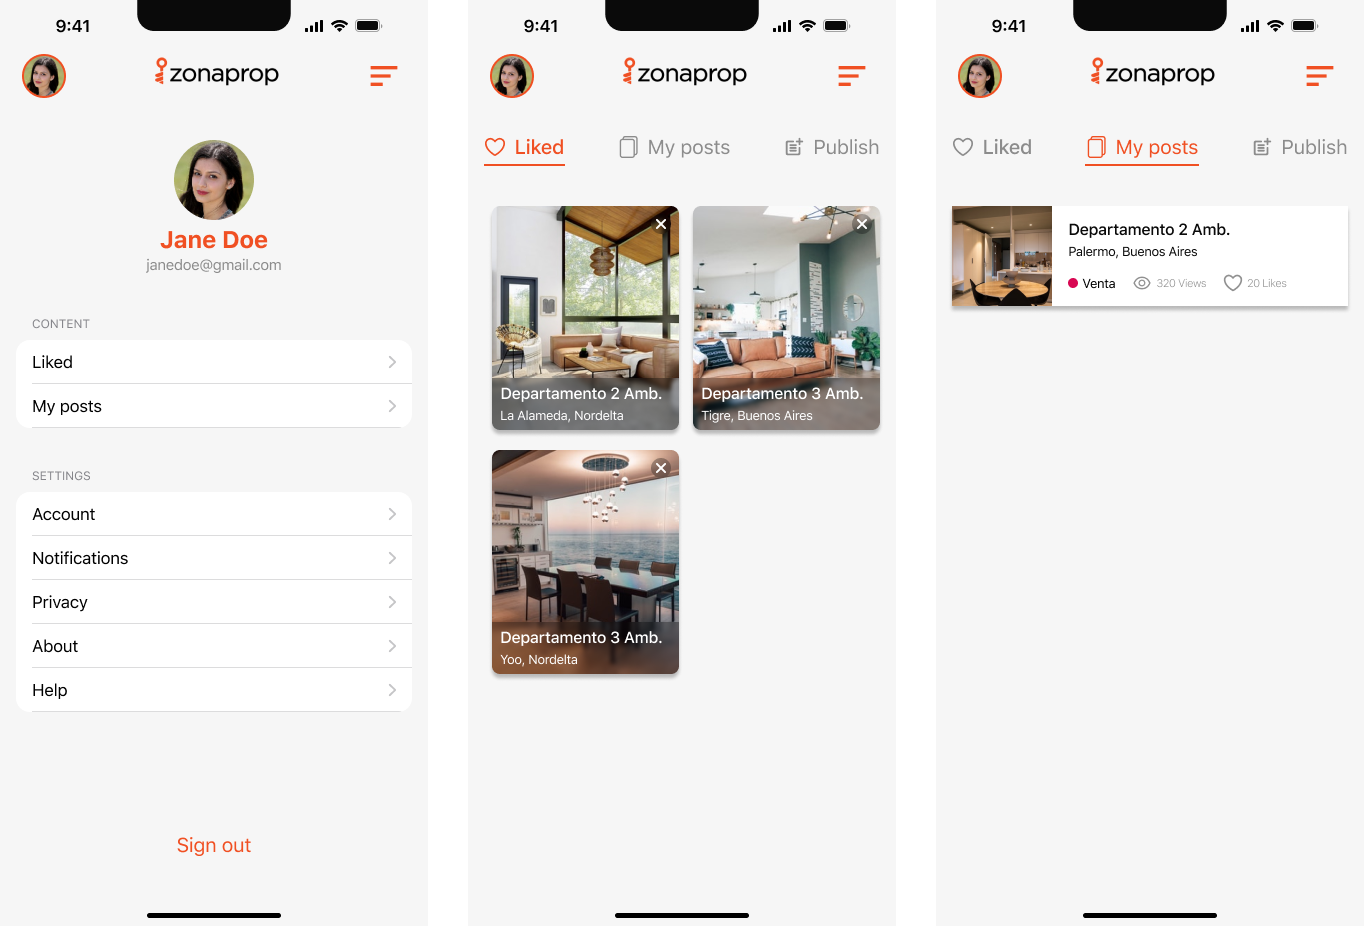 9:41
zonaprop
Jane Doe
janedoe@gmail.com
CONTENT
Liked
My posts
SETTINGS
Account
Notifications
Privacy
About
Help
Sign out
9:41
zonaprop
Liked
My posts
Publish
Departamento 2 Amb.
La Alameda, Nordelta
Departamento 3 Amb.
Tigre, Buenos Aires
Departamento 3 Amb.
Yoo, Nordelta
9:41
zonaprop
Liked
My posts
Publish
Departamento 2 Amb.
Palermo, Buenos Aires
Venta 320 Views 20 Likes